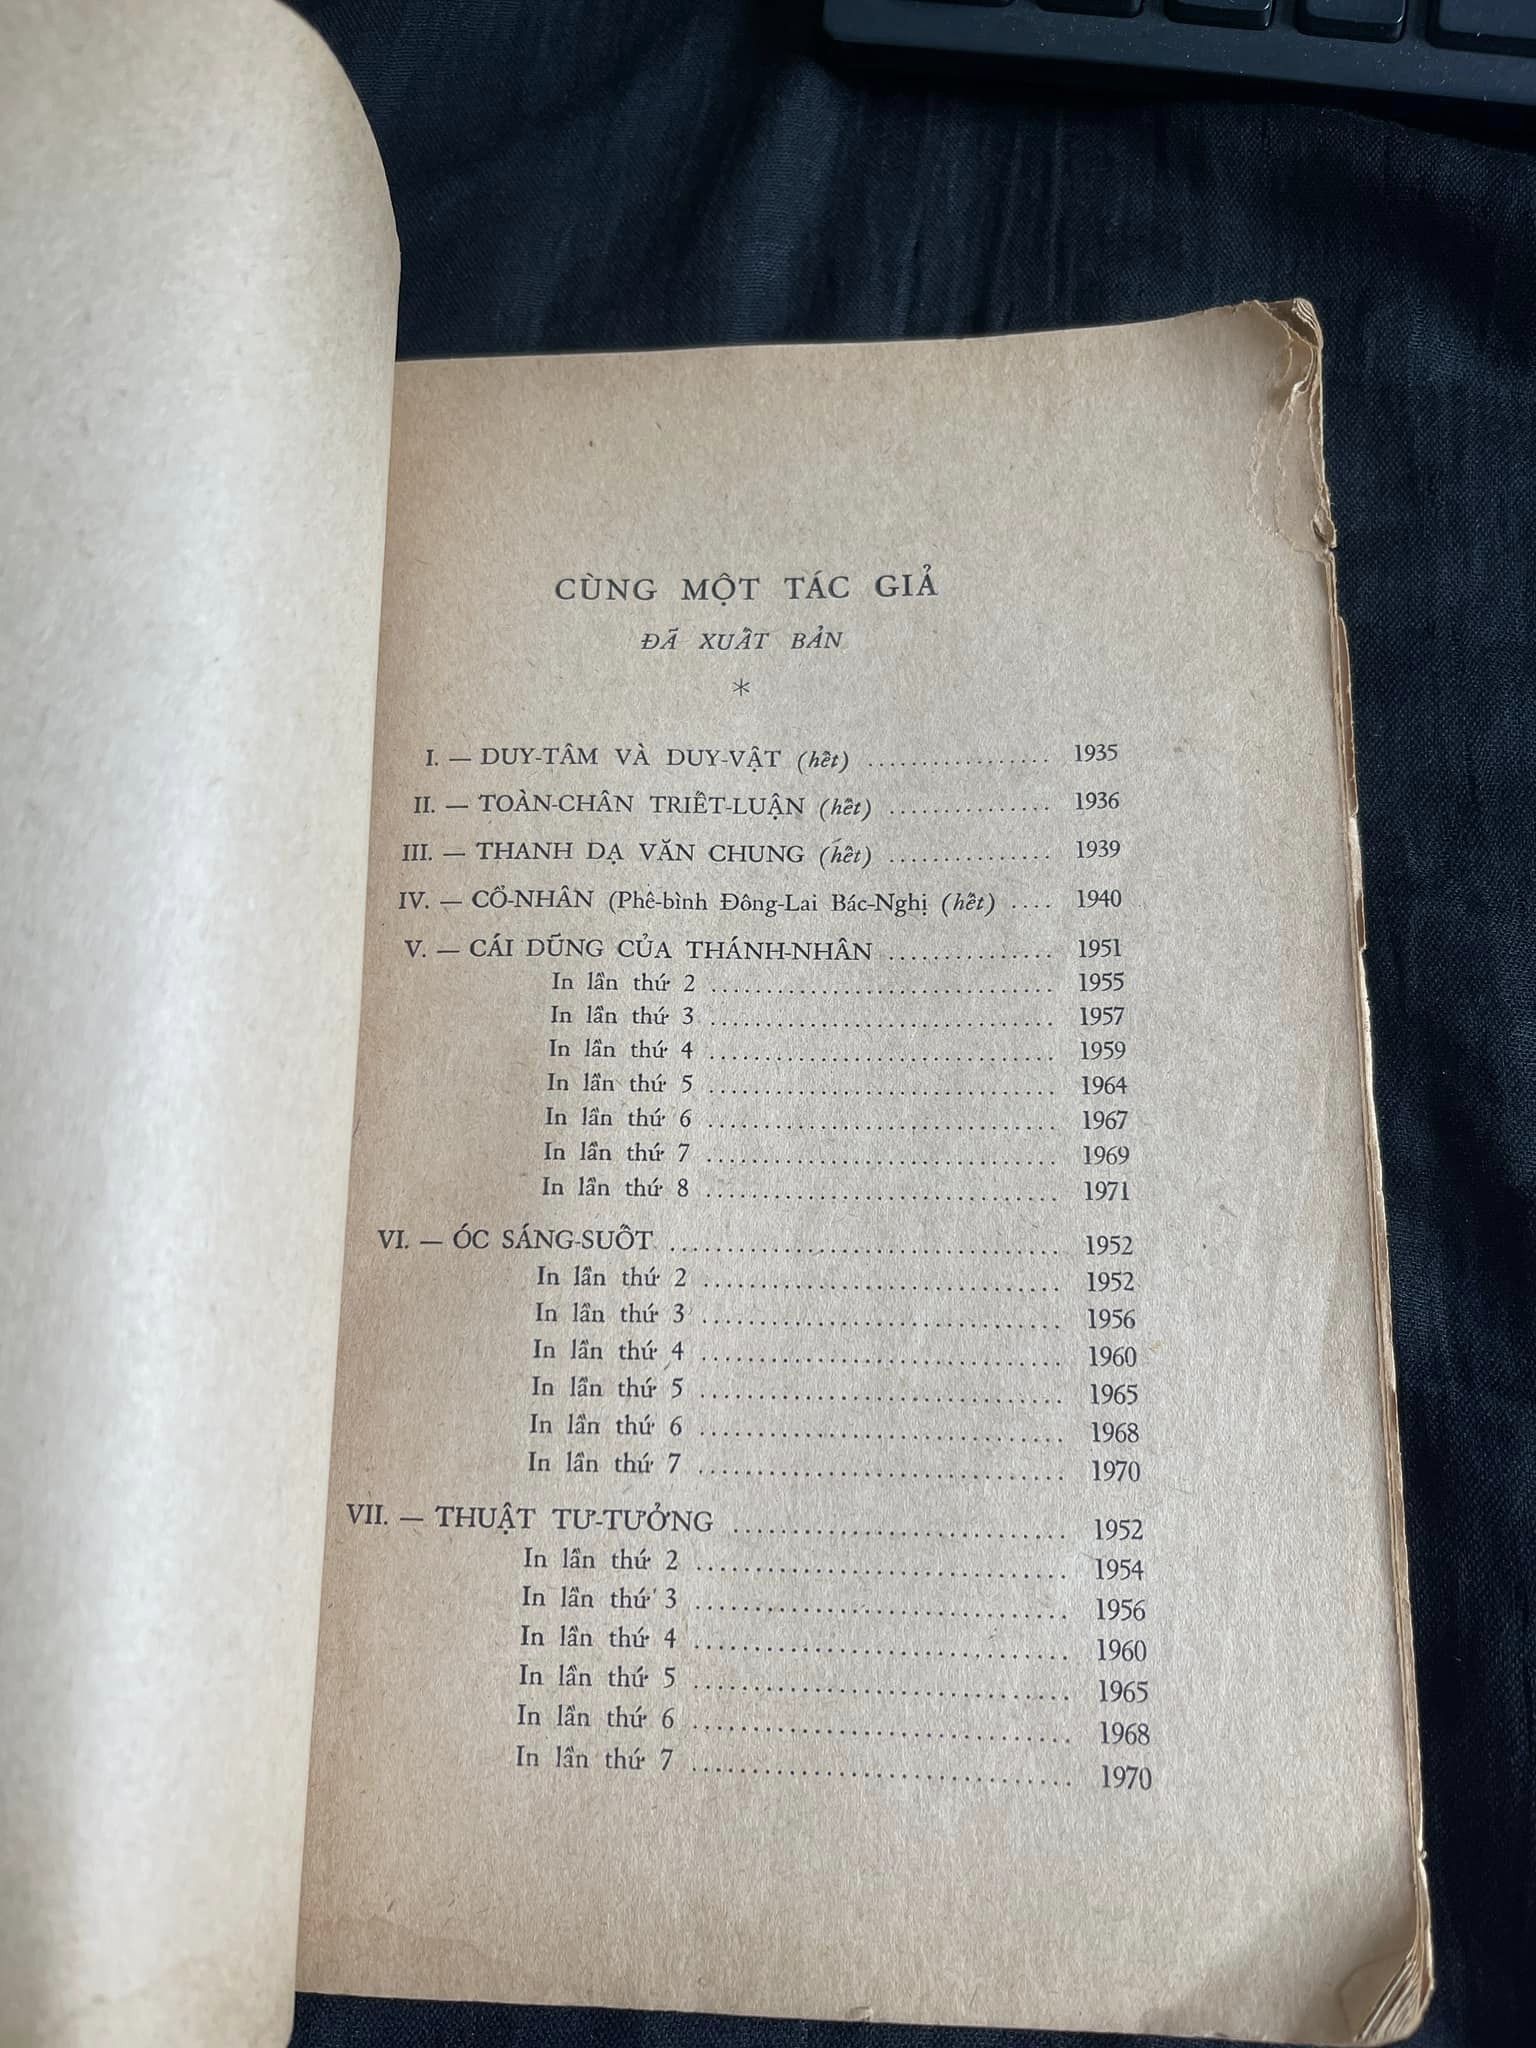 CÙNG MỘT TÁC GIẢ
ĐÃ XUẤT BẢN
*
I. — DUY-TÂM VÀ DUY-VẬT (hết) ................. 1935
II. — TOÀN-CHÂN TRIẾT-LUẬN (hết) ............... 1936
III. — THANH DẠ VĂN CHUNG (hết) ............... 1939
IV. — CỔ-NHÂN (Phê-bình Đông-Lai Bác-Nghị (hết) .... 1940
V. — CÁI DŨNG CỦA THÁNH-NHÂN ............... 1951
In lần thứ 2 ................................ 1955
In lần thứ 3 ................................ 1957
In lần thứ 4 ................................ 1959
In lần thứ 5 ................................ 1964
In lần thứ 6 ................................ 1967
In lần thứ 7 ................................ 1969
In lần thứ 8 ................................ 1971
VI. — ÓC SÁNG-SUỐT ................................ 1952
In lần thứ 2 ................................ 1952
In lần thứ 3 ................................ 1956
In lần thứ 4 ................................ 1960
In lần thứ 5 ................................ 1965
In lần thứ 6 ................................ 1968
In lần thứ 7 ................................ 1970
VII. — THUẬT TƯ-TƯỞNG ............................. 1952
In lần thứ 2 ................................ 1954
In lần thứ 3 ................................ 1956
In lần thứ 4 ................................ 1960
In lần thứ 5 ................................ 1965
In lần thứ 6 ................................ 1968
In lần thứ 7 ................................ 1970